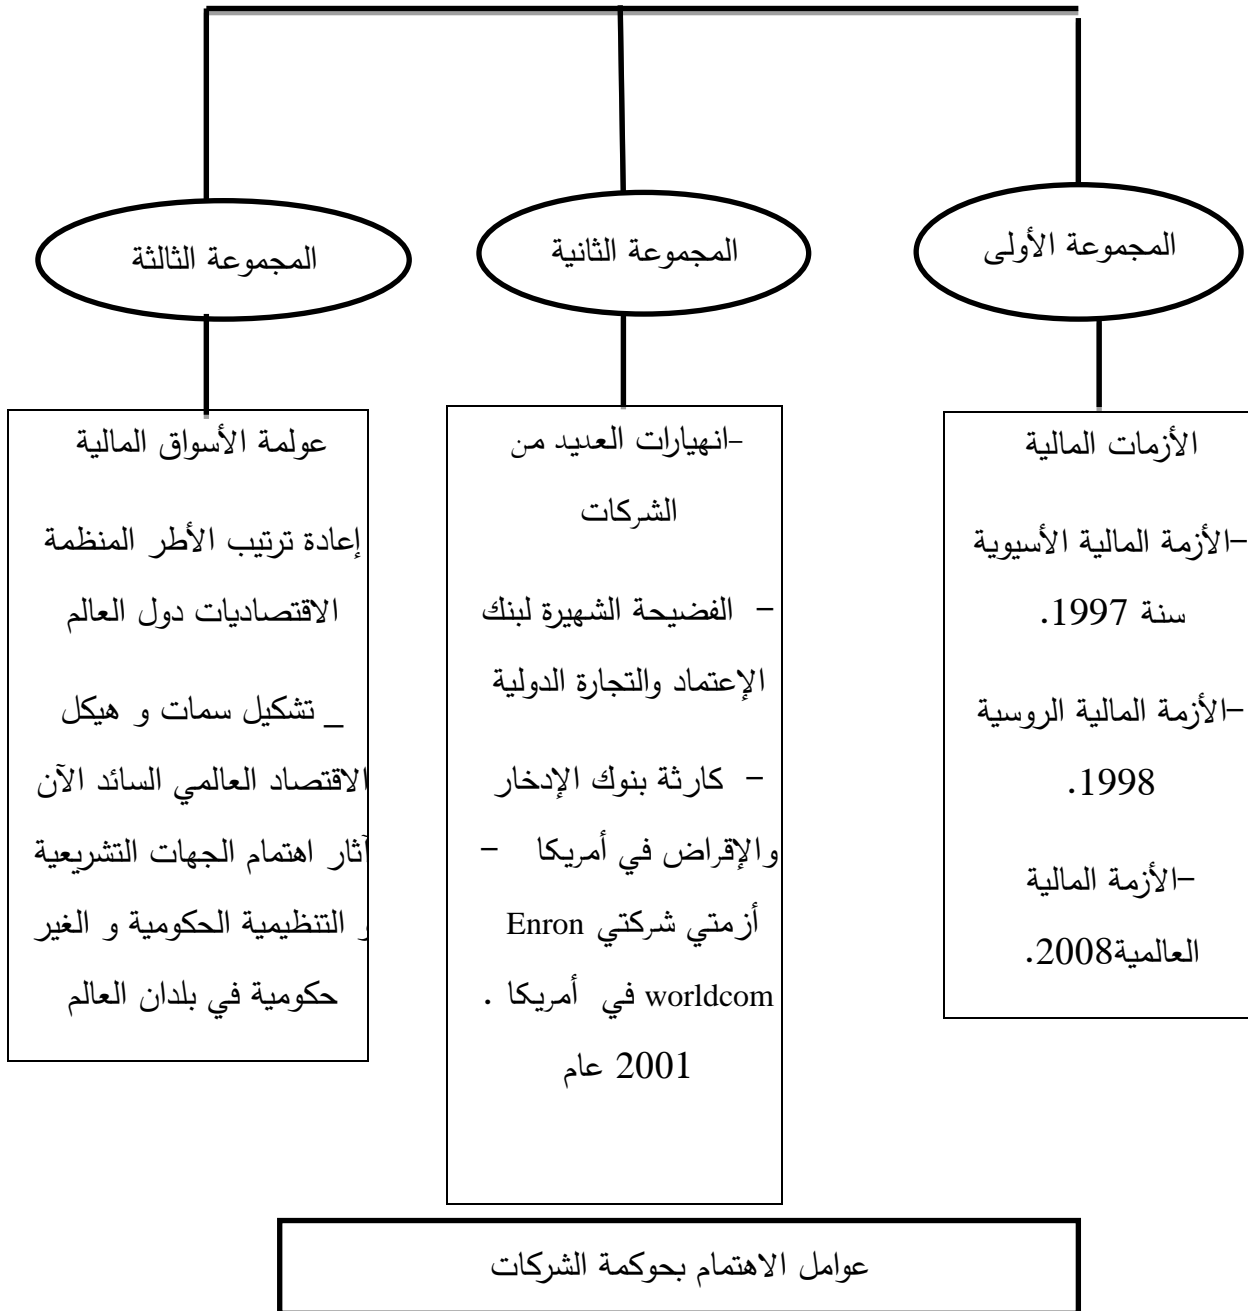 المجموعة الأولى
الأزمات المالية
-الأزمة المالية الأسيوية
سنة 1997.
-الأزمة المالية الروسية
1998.
-الأزمة المالية
العالمية2008.
المجموعة الثانية
-انهيارات العديد من
الشركات
- الفضيحة الشهيرة لبنك
الإعتماد والتجارة الدولية
- كارثة بنوك الإدخار
والإقراض في أمريكا -
أزمتي شركتي Enron
worldcom في أمريكا .
2001 عام
المجموعة الثالثة
عولمة الأسواق المالية
إعادة ترتيب الأطر المنظمة
الاقتصاديات دول العالم
_ تشكيل سمات و هيكل
الاقتصاد العالمي السائد الآن
آثار اهتمام الجهات التشريعية
و التنظيمية الحكومية و الغير
حكومية في بلدان العالم
عوامل الاهتمام بحوكمة الشركات